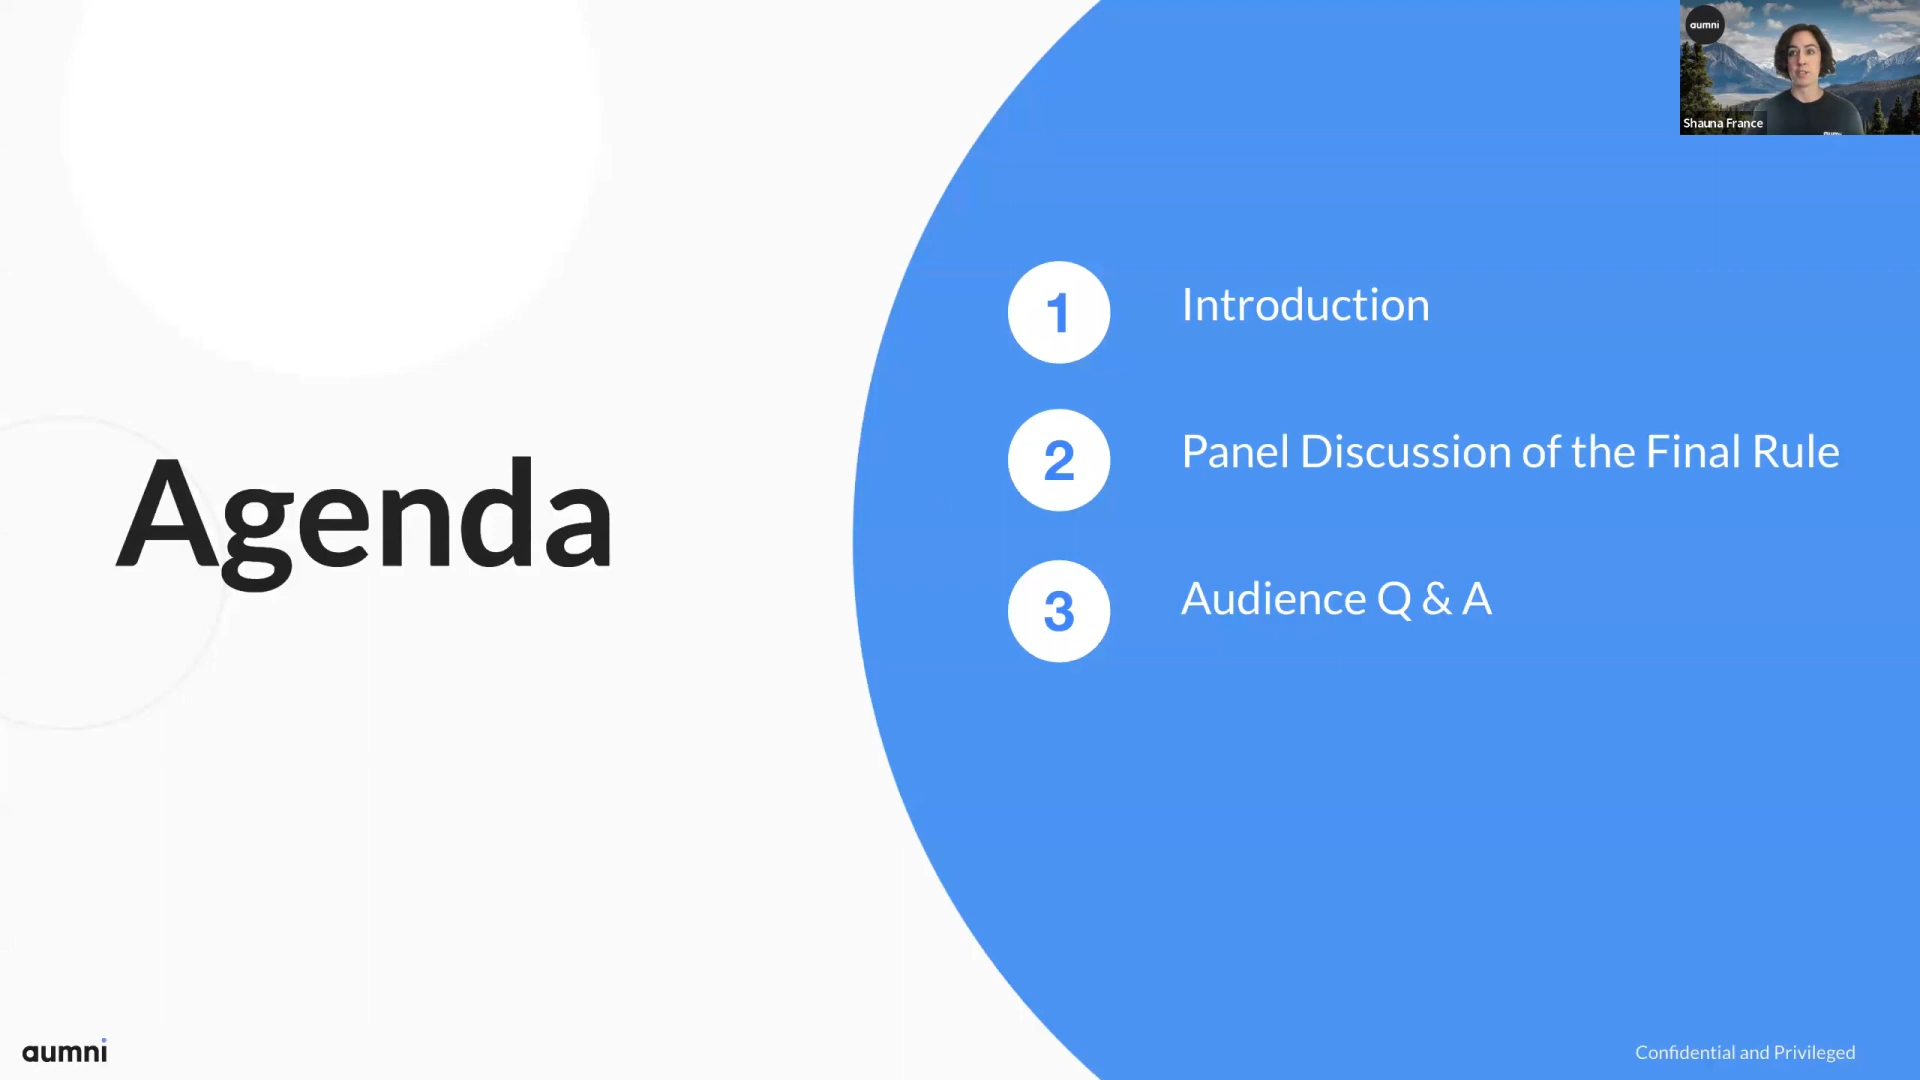 aumni
Shauna France
Agenda
1
Introduction
2
Panel Discussion of the Final Rule
3
Audience Q & A
aumni
Confidential and Privileged